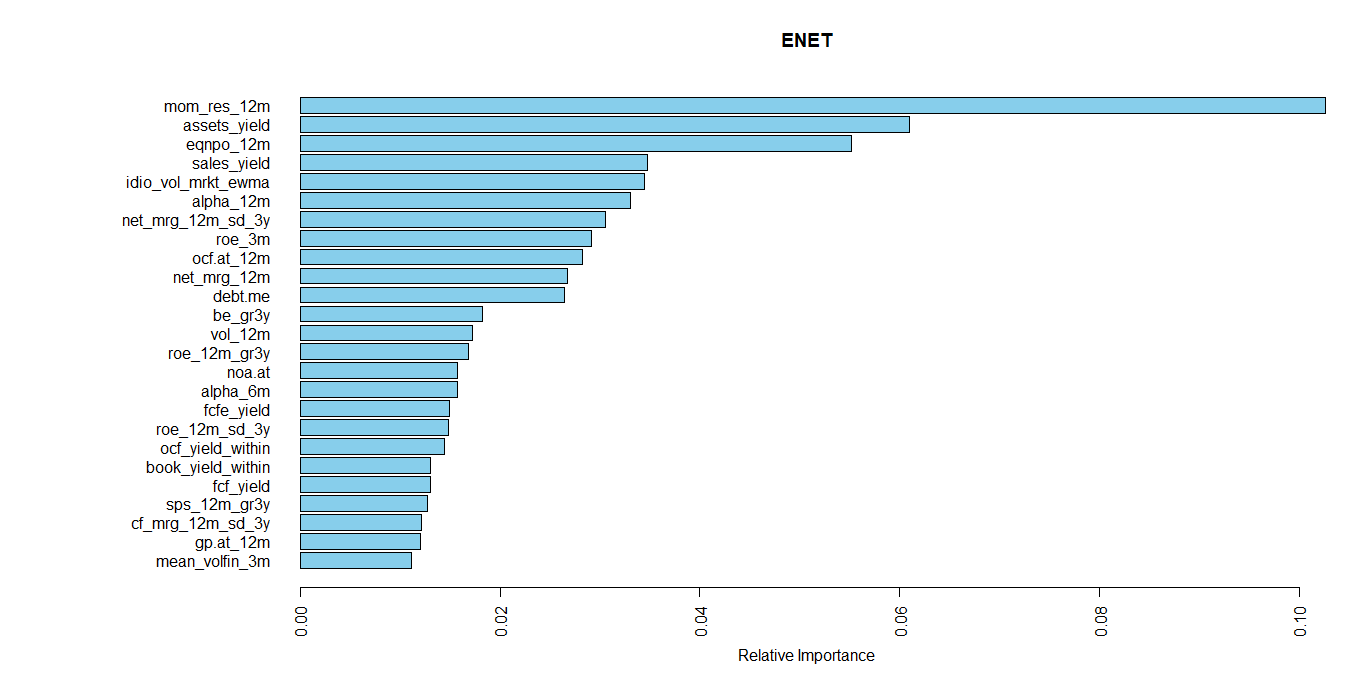 ENET
mom_res_12m
assets_yield
eqnpo_12m
sales_yield
idio_vol_mrkt_ewma
alpha_12m
net_mrg_12m_sd_3y
roe_3m
ocf.at_12m
net_mrg_12m
debt.me
be_gr3y
vol_12m
roe_12m_gr3y
noa.at
alpha_6m
fcfe_yield
roe_12m_sd_3y
ocf_yield_within
book_yield_within
fcf_yield
sps_12m_gr3y
cf_mrg_12m_sd_3y
gp.at_12m
mean_volfin_3m
0.00
0.02
0.04
0.06
0.08
0.10
Relative Importance